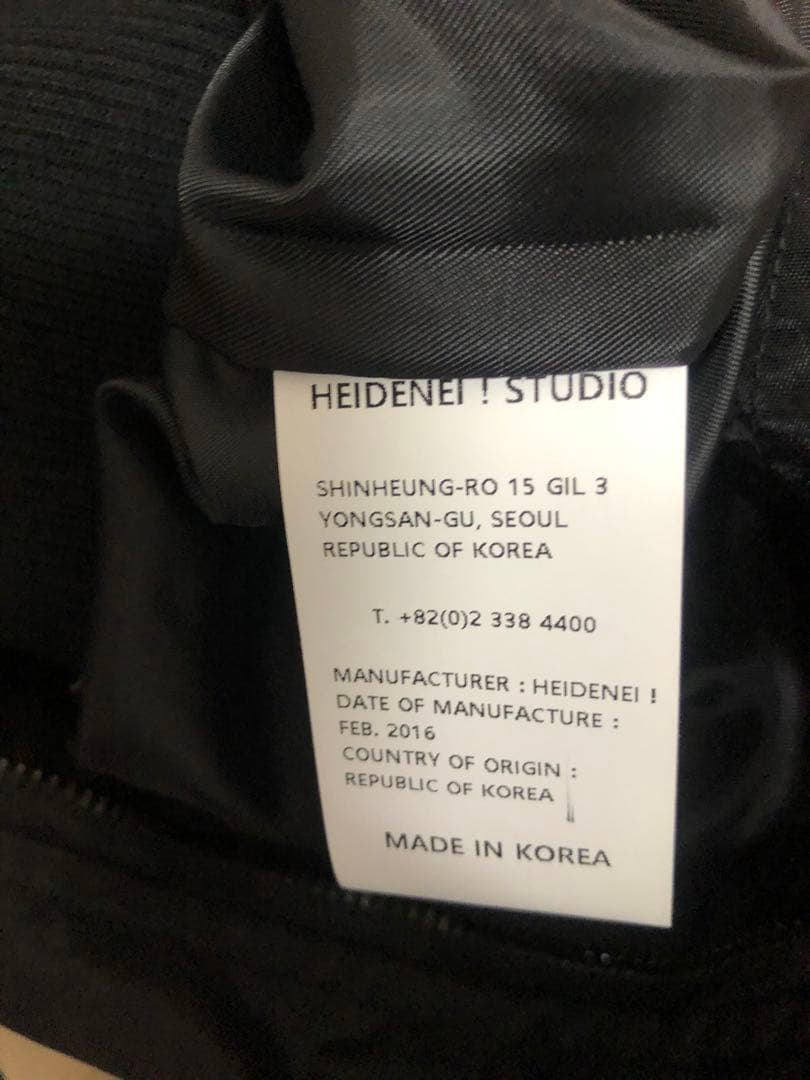 HEIDENEI ! STUDIO
SHINHEUNG-RO 15 GIL 3
YONGSAN-GU, SEOUL
REPUBLIC OF KOREA
T. +82(0)2 338 4400
MANUFACTURER : HEIDENEI !
DATE OF MANUFACTURE :
FEB. 2016
COUNTRY OF ORIGIN :
REPUBLIC OF KOREA
MADE IN KOREA